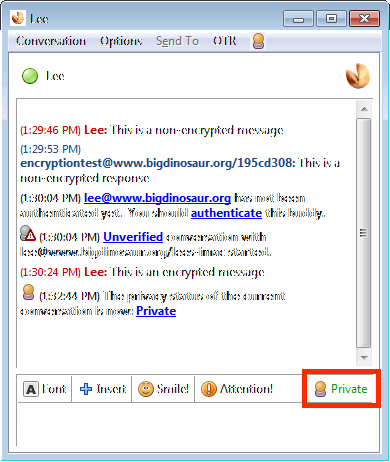 Lee
Conversation Options Send To OTR
Lee
(1:29:46 PM) Lee: This is a non-encrypted message
(1:29:53 PM)
encryptiontest@www.bigdinosaur.org/195cd308: This is a
non-encrypted response
(1:30:04 PM) lee@www.bigdinosaur.org has not been
authenticated yet. You should authenticate this buddy.
(1:30:04 PM) Unverified conversation with
lee@www.bigdinosaur.org/lees-imac started.
(1:30:24 PM) Lee: This is an encrypted message
(1:32:44 PM) The privacy status of the current
conversation is now: Private
A Font Insert Smile! Attention! Private